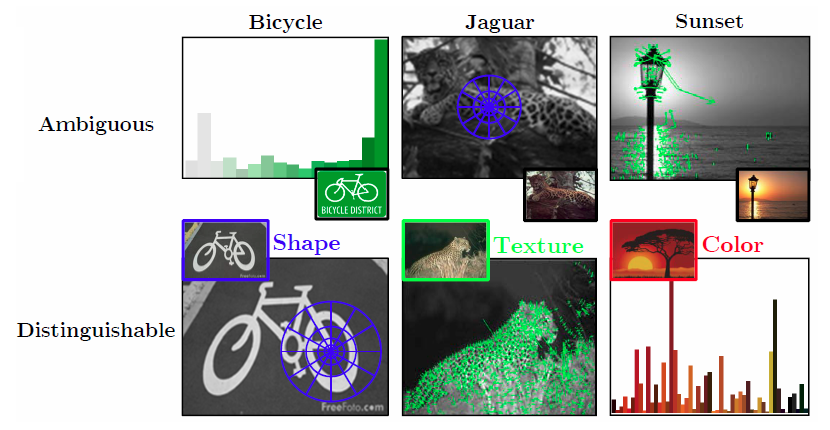 Bicycle
Jaguar
Sunset
Ambiguous
BICYCLE DISTRICT
Shape
Texture
Color
Distinguishable
FreeFoto.com